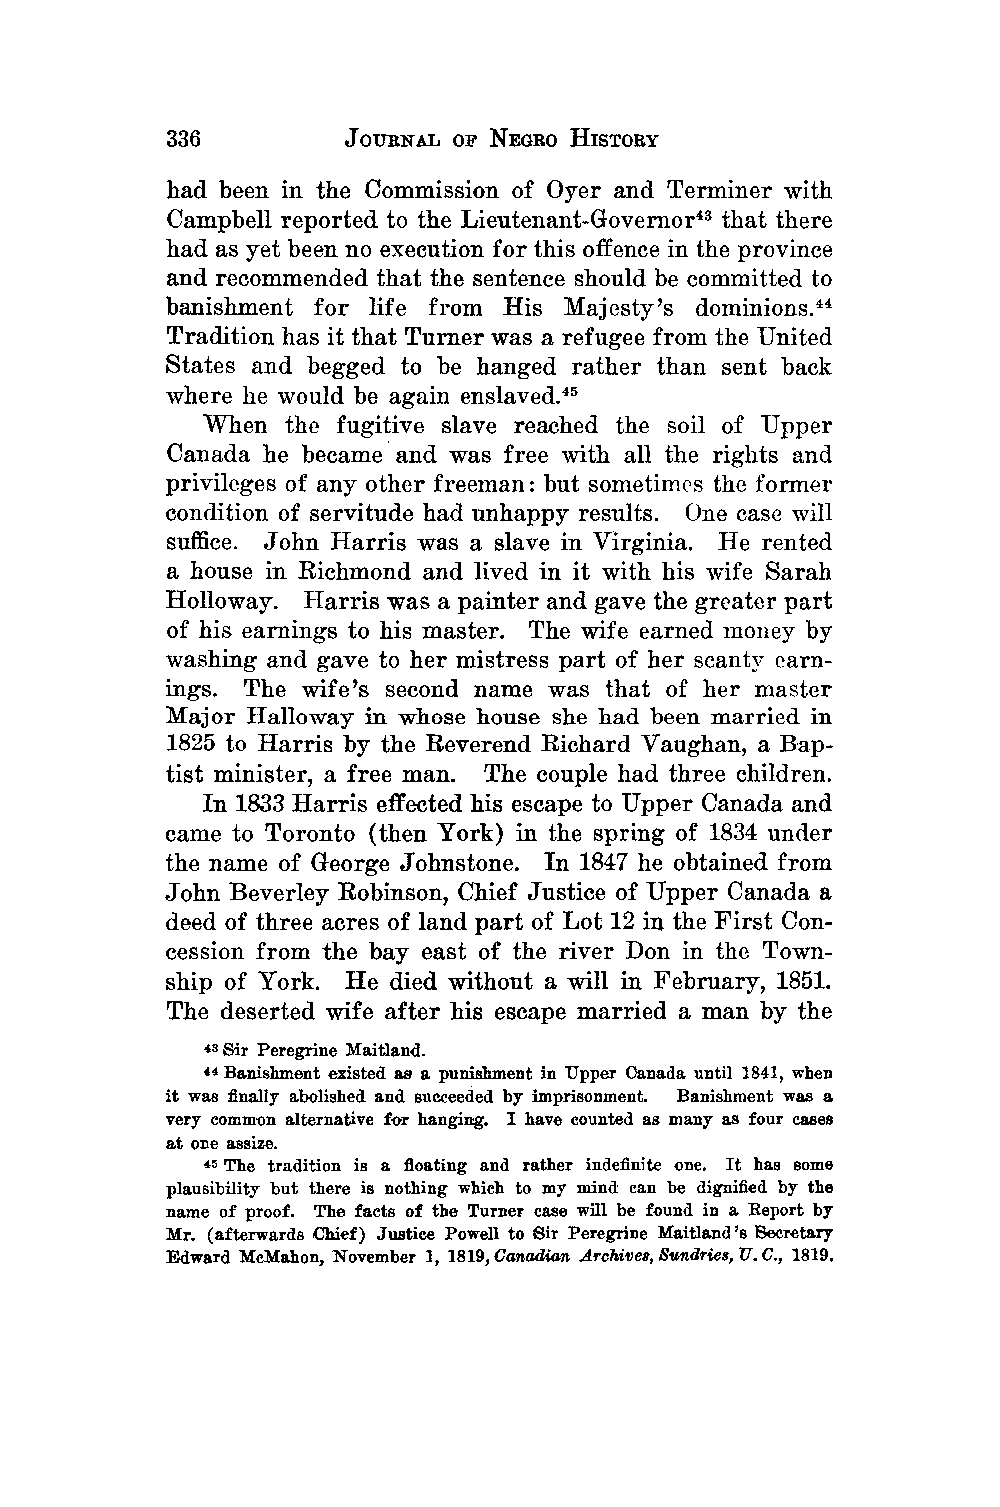 336 JOURNAL OF NEGRO HISTORY
had been in the Commission of Oyer and Terminer with
Campbell reported to the Lieutenant-Governor⁴³ that there
had as yet been no execution for this offence in the province
and recommended that the sentence should be committed to
banishment for life from His Majesty's dominions.⁴⁴
Tradition has it that Turner was a refugee from the United
States and begged to be hanged rather than sent back
where he would be again enslaved.⁴⁵
When the fugitive slave reached the soil of Upper
Canada he became and was free with all the rights and
privileges of any other freeman: but sometimes the former
condition of servitude had unhappy results. One case will
suffice. John Harris was a slave in Virginia. He rented
a house in Richmond and lived in it with his wife Sarah
Holloway. Harris was a painter and gave the greater part
of his earnings to his master. The wife earned money by
washing and gave to her mistress part of her scanty earn-
ings. The wife's second name was that of her master
Major Halloway in whose house she had been married in
1825 to Harris by the Reverend Richard Vaughan, a Bap-
tist minister, a free man. The couple had three children.
In 1833 Harris effected his escape to Upper Canada and
came to Toronto (then York) in the spring of 1834 under
the name of George Johnstone. In 1847 he obtained from
John Beverley Robinson, Chief Justice of Upper Canada a
deed of three acres of land part of Lot 12 in the First Con-
cession from the bay east of the river Don in the Town-
ship of York. He died without a will in February, 1851.
The deserted wife after his escape married a man by the
⁴³ Sir Peregrine Maitland.
⁴⁴ Banishment existed as a punishment in Upper Canada until 1841, when
it was finally abolished and succeeded by imprisonment. Banishment was a
very common alternative for hanging. I have counted as many as four cases
at one assize.
⁴⁵ The tradition is a floating and rather indefinite one. It has some
plausibility but there is nothing which to my mind can be dignified by the
name of proof. The facts of the Turner case will be found in a Report by
Mr. (afterwards Chief) Justice Powell to Sir Peregrine Maitland's Secretary
Edward McMahon, November 1, 1819, Canadian Archives, Sundries, U. C., 1819.